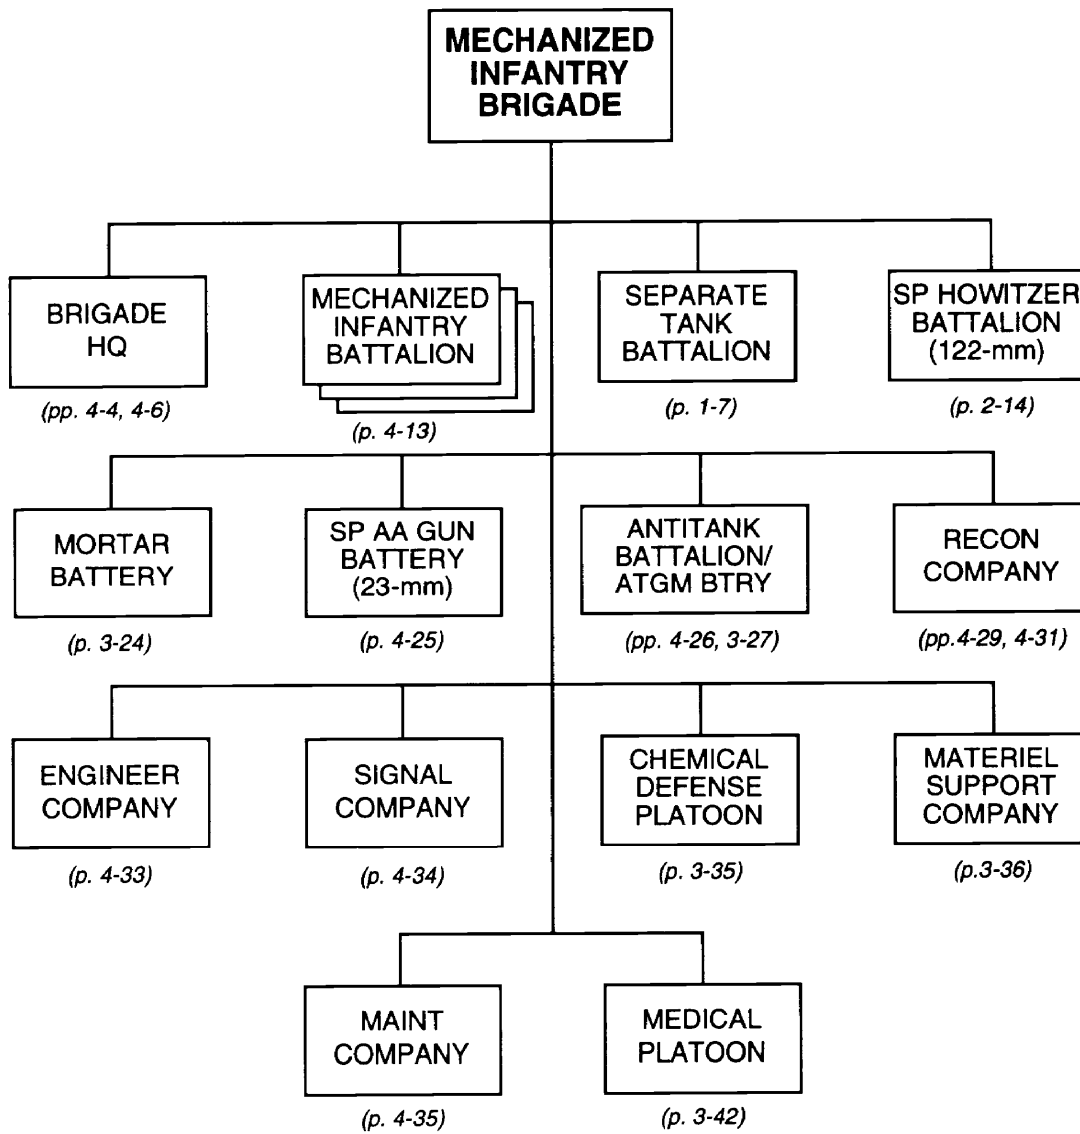 MECHANIZED
INFANTRY
BRIGADE
BRIGADE
HQ
(pp. 4-4, 4-6)
MECHANIZED
INFANTRY
BATTALION
(p. 4-13)
SEPARATE
TANK
BATTALION
(p. 1-7)
SP HOWITZER
BATTALION
(122-mm)
(p. 2-14)
MORTAR
BATTERY
(p. 3-24)
SP AA GUN
BATTERY
(23-mm)
(p. 4-25)
ANTITANK
BATTALION/
ATGM BTRY
(pp. 4-26, 3-27)
RECON
COMPANY
(pp.4-29, 4-31)
ENGINEER
COMPANY
(p. 4-33)
SIGNAL
COMPANY
(p. 4-34)
CHEMICAL
DEFENSE
PLATOON
(p. 3-35)
MATERIEL
SUPPORT
COMPANY
(p.3-36)
MAINT
COMPANY
(p. 4-35)
MEDICAL
PLATOON
(p. 3-42)